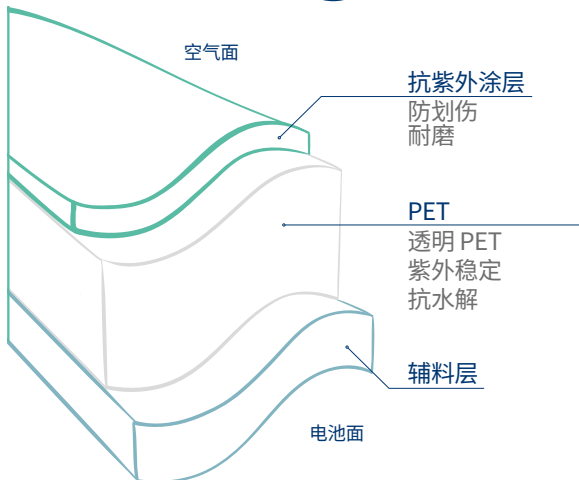 空气面
抗紫外涂层
防划伤
耐磨
PET
透明 PET
紫外稳定
抗水解
辅料层
电池面